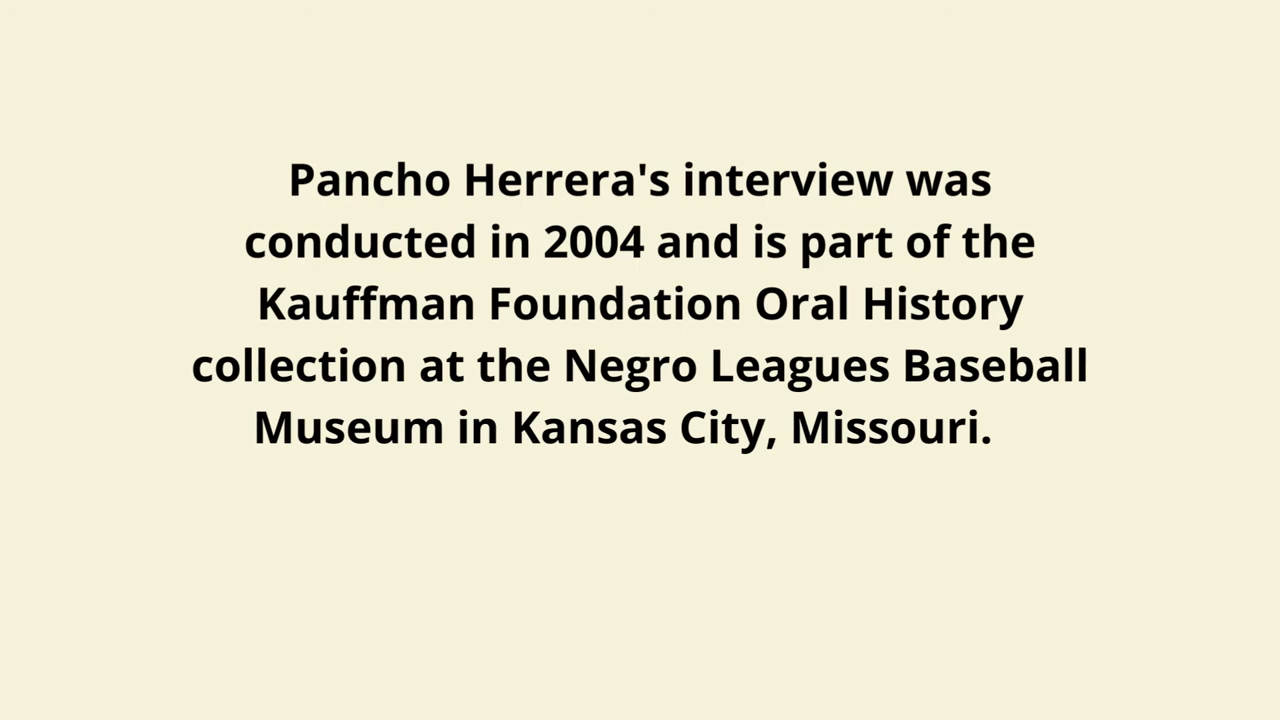 Pancho Herrera's interview was
conducted in 2004 and is part of the
Kauffman Foundation Oral History
collection at the Negro Leagues Baseball
Museum in Kansas City, Missouri.